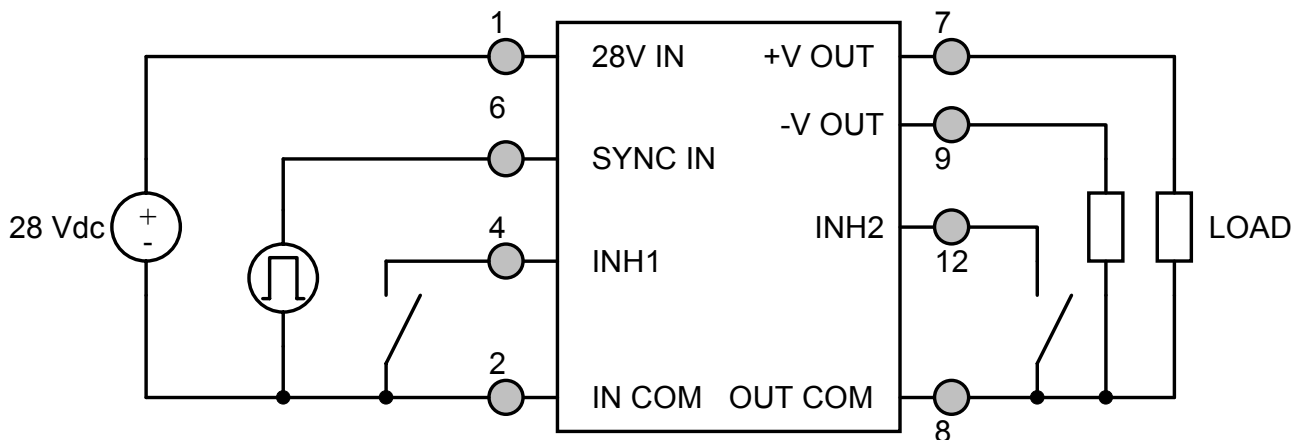 1
7
28V IN
+V OUT
6
-V OUT
9
SYNC IN
28 Vdc
+
-
4
INH1
INH2
12
LOAD
2
IN COM
OUT COM
8